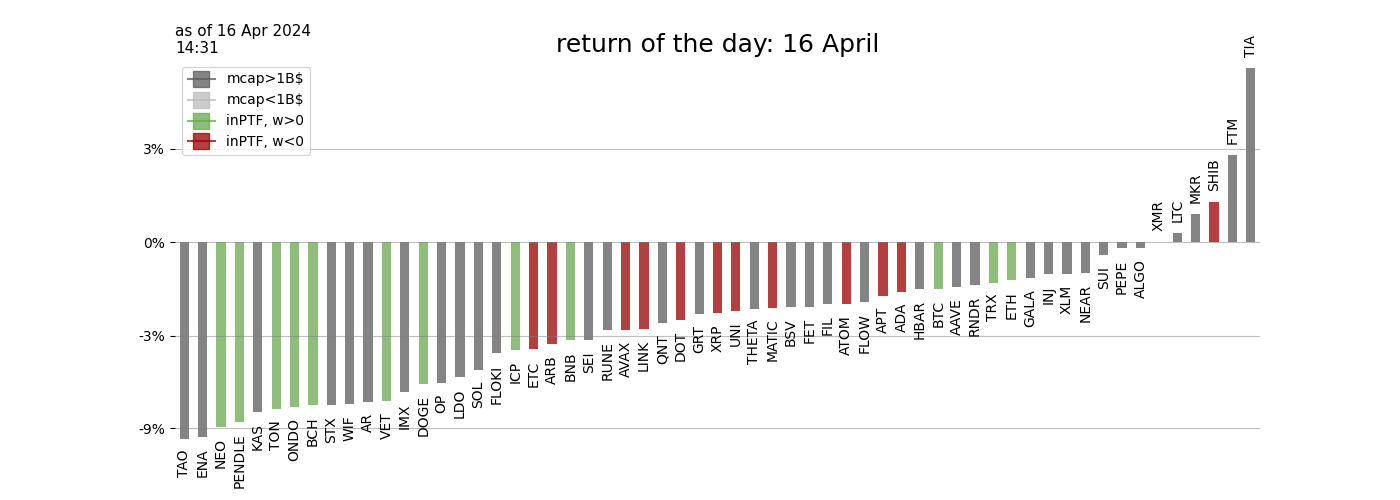 as of 16 Apr 2024
14:31
return of the day: 16 April
mcap>1B$
mcap<1B$
inPTF, w>0
inPTF, w<0
3%
0%
-3%
-9%
TAO
ENA
NEO
PENDLE
KAS
TON
ONDO
BCH
STX
WIF
AR
VET
IMX
DOGE
OP
LDO
SOL
FLOKI
ICP
ETC
ARB
BNB
SEI
RUNE
AVAX
LINK
QNT
DOT
GRT
XRP
UNI
THETA
MATIC
BSV
FET
FIL
ATOM
FLOW
APT
ADA
HBAR
BTC
AAVE
RNDR
TRX
ETH
GALA
INJ
XLM
NEAR
SUI
PEPE
ALGO
XMR
LTC
MKR
SHIB
FTM
TIA